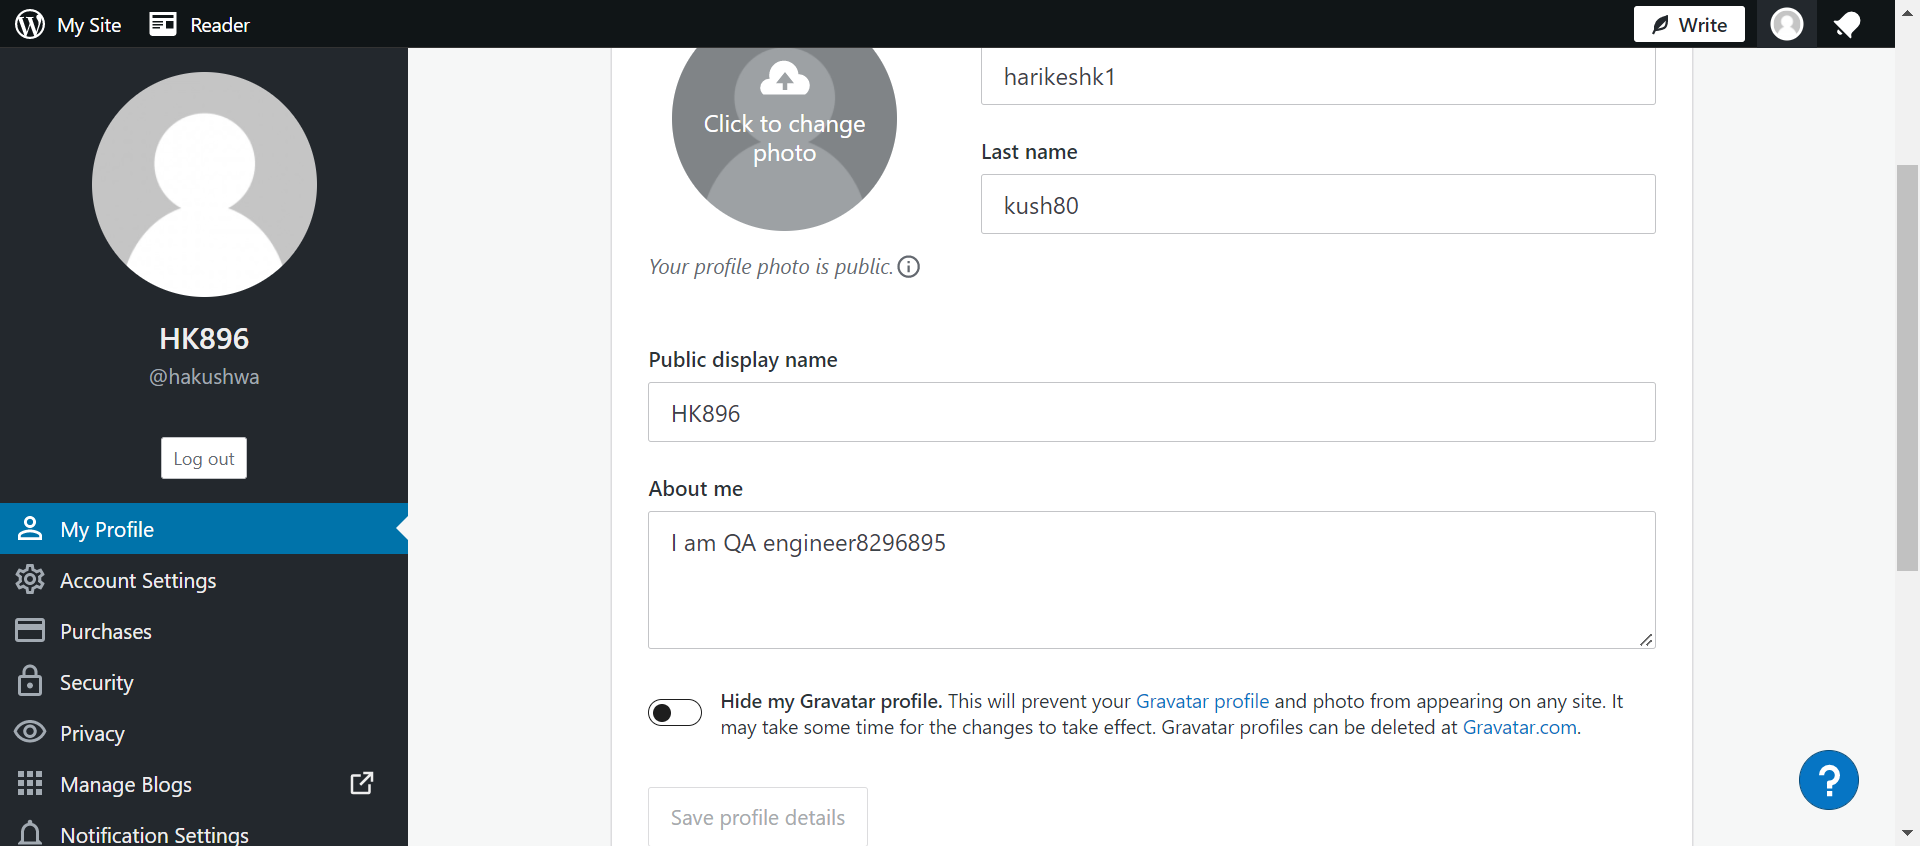 My Site
Reader
Write
HK896
@hakushwa
Log out
My Profile
Account Settings
Purchases
Security
Privacy
Manage Blogs
Notification Settings
Click to change
photo
Your profile photo is public.
harikeshk1
Last name
kush80
Public display name
HK896
About me
I am QA engineer8296895
Hide my Gravatar profile. This will prevent your Gravatar profile and photo from appearing on any site. It
may take some time for the changes to take effect. Gravatar profiles can be deleted at Gravatar.com.
Save profile details